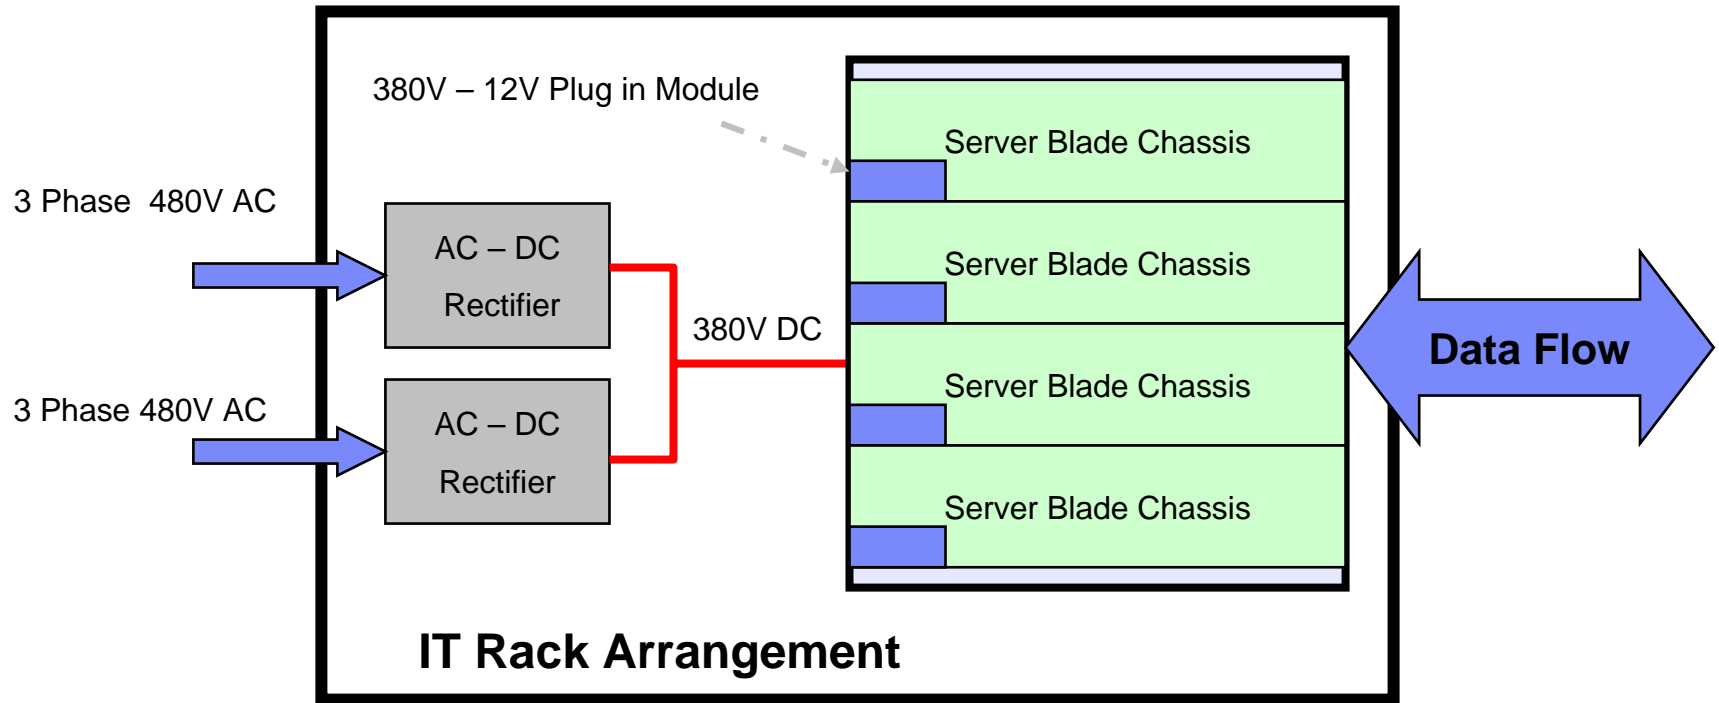 380V – 12V Plug in Module
3 Phase  480V AC
3 Phase 480V AC
AC – DC
Rectifier
AC – DC
Rectifier
380V DC
Server Blade Chassis
Server Blade Chassis
Server Blade Chassis
Server Blade Chassis
Data Flow
IT Rack Arrangement